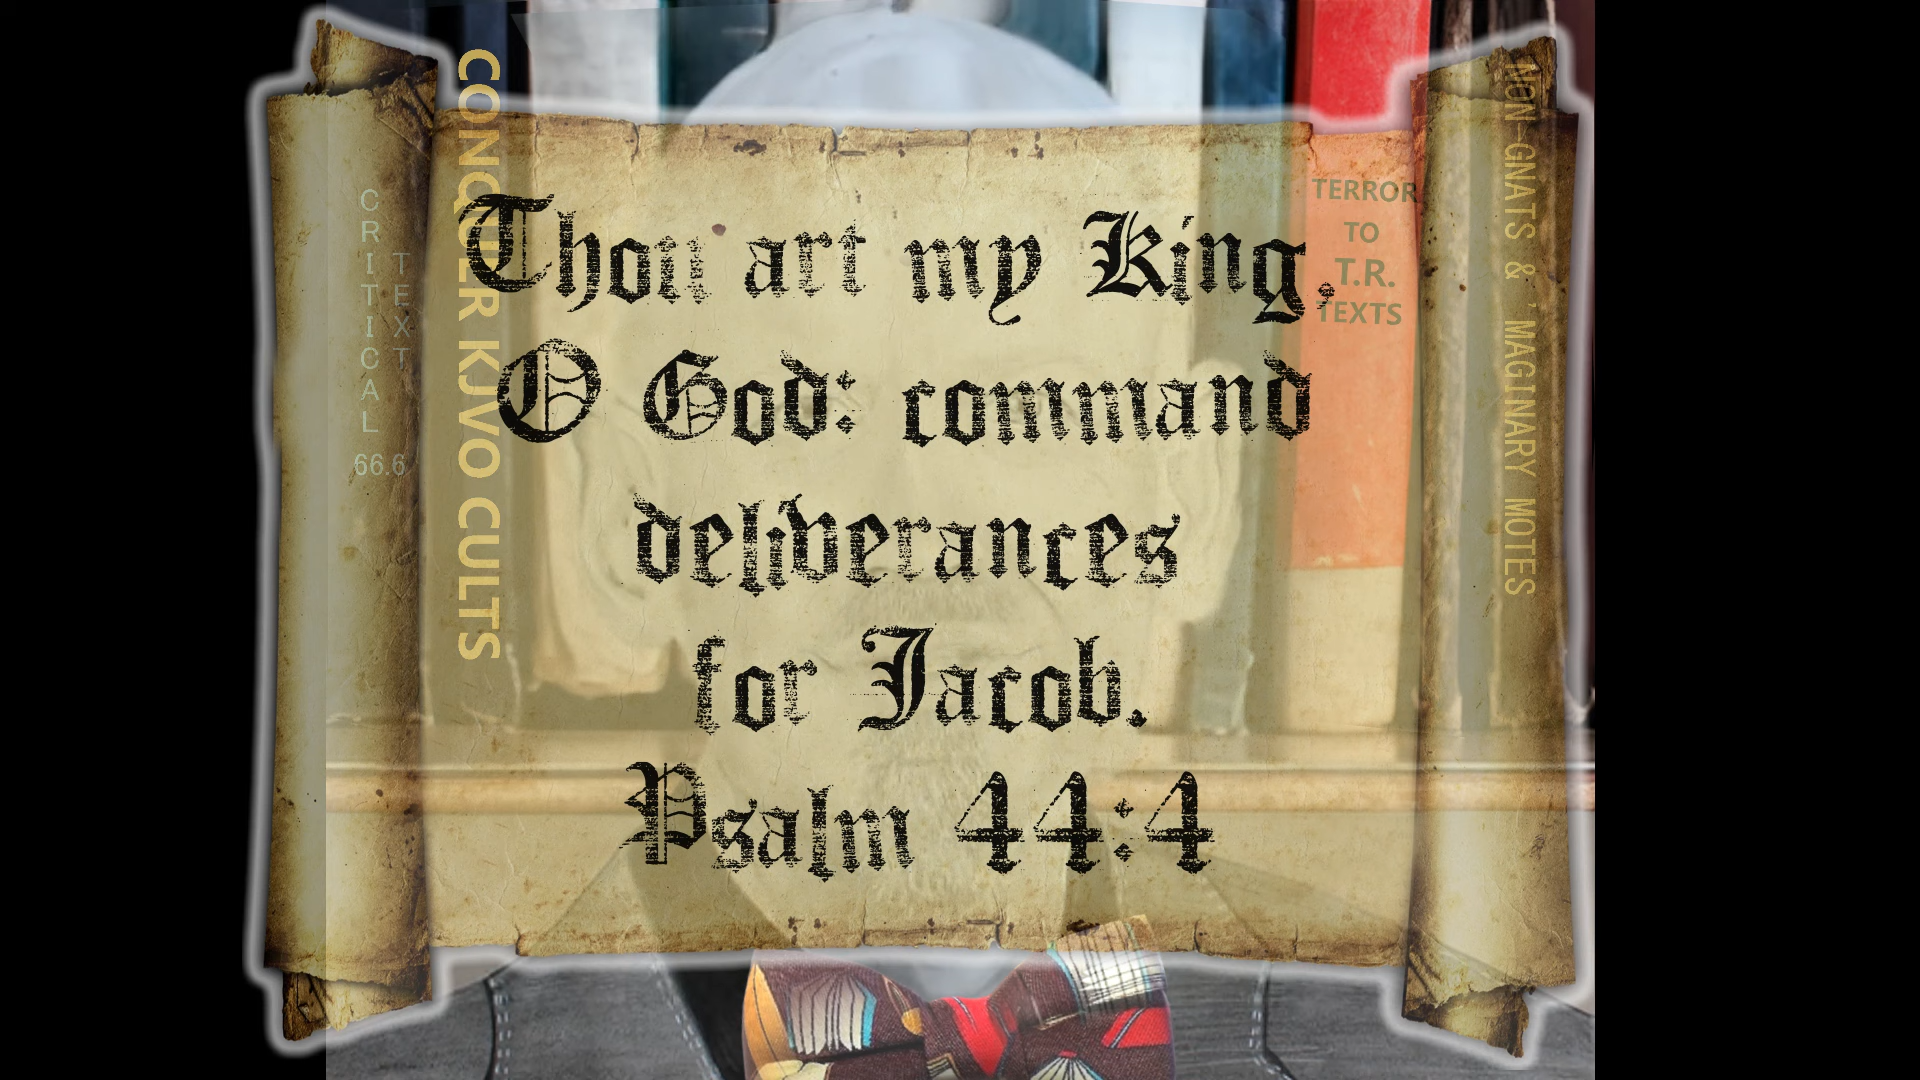 CRITICAL
TEXT
66.6
CONQUER KJVO CULTS
Thou art my King,
O God: command
deliverances
for Jacob.
Psalm 44:4
TERROR
TO
T.R.
TEXTS
NON-GNATS & 'MAGINARY MOTES